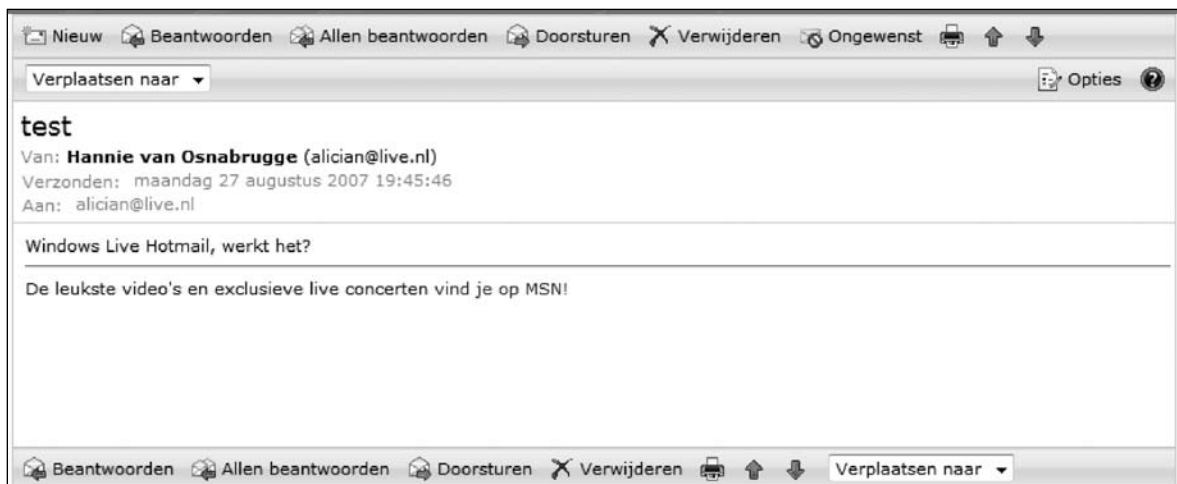 Nieuw Beantwoorden Allen beantwoorden Doorsturen Verwijderen Ongewenst
Verplaatsen naar Opties ?
test
Van: Hannie van Osnabrugge (alician@live.nl)
Verzonden: maandag 27 augustus 2007 19:45:46
Aan: alician@live.nl
Windows Live Hotmail, werkt het?
De leukste video's en exclusieve live concerten vind je op MSN!
Beantwoorden Allen beantwoorden Doorsturen Verwijderen Verplaatsen naar